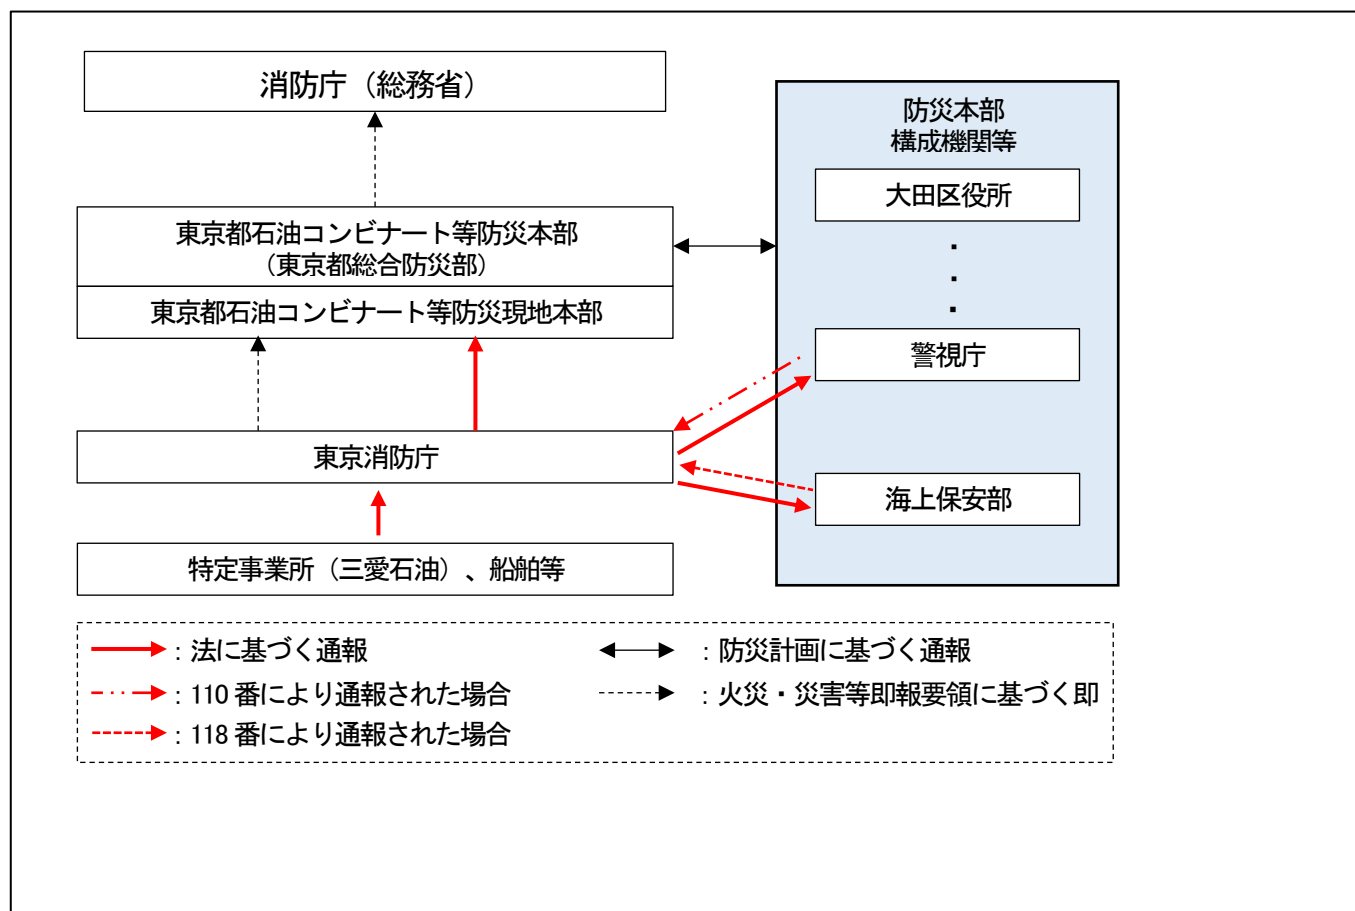 消防庁（総務省）
防災本部
構成機関等
大田区役所
・
・
・
東京都石油コンビナート等防災本部
（東京都総合防災部）
東京都石油コンビナート等防災現地本部
警視庁
東京消防庁
海上保安部
特定事業所（三愛石油）、船舶等
：法に基づく通報
：防災計画に基づく通報
：110 番により通報された場合
：火災・災害等即報要領に基づく即
：118 番により通報された場合